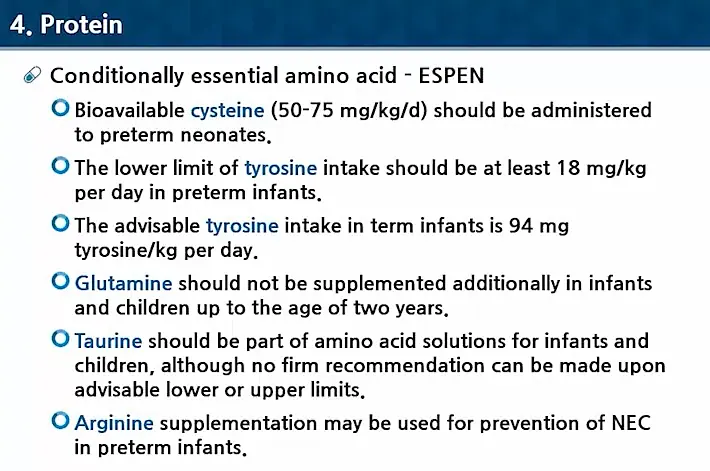 4. Protein
Conditionally essential amino acid - ESPEN
Bioavailable cysteine (50-75 mg/kg/d) should be administered
to preterm neonates.
The lower limit of tyrosine intake should be at least 18 mg/kg
per day in preterm infants.
The advisable tyrosine intake in term infants is 94 mg
tyrosine/kg per day.
Glutamine should not be supplemented additionally in infants
and children up to the age of two years.
Taurine should be part of amino acid solutions for infants and
children, although no firm recommendation can be made upon
advisable lower or upper limits.
Arginine supplementation may be used for prevention of NEC
in preterm infants.